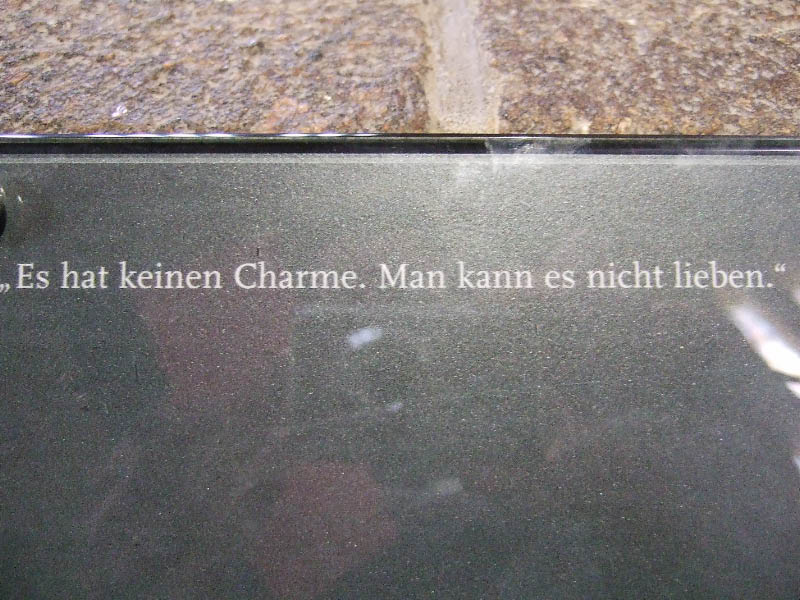 „Es hat keinen Charme. Man kann es nicht lieben.“